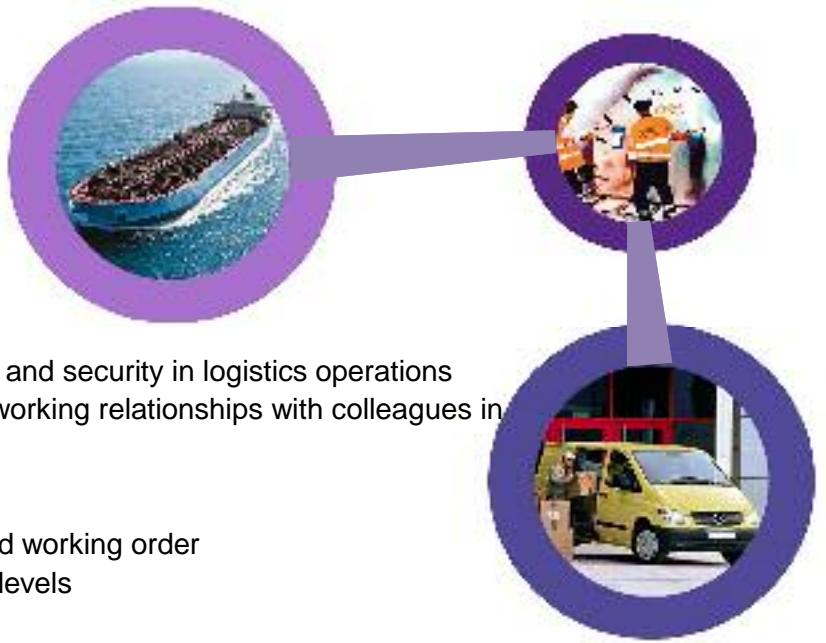 and security in logistics operations
working relationships with colleagues in
d working order
levels